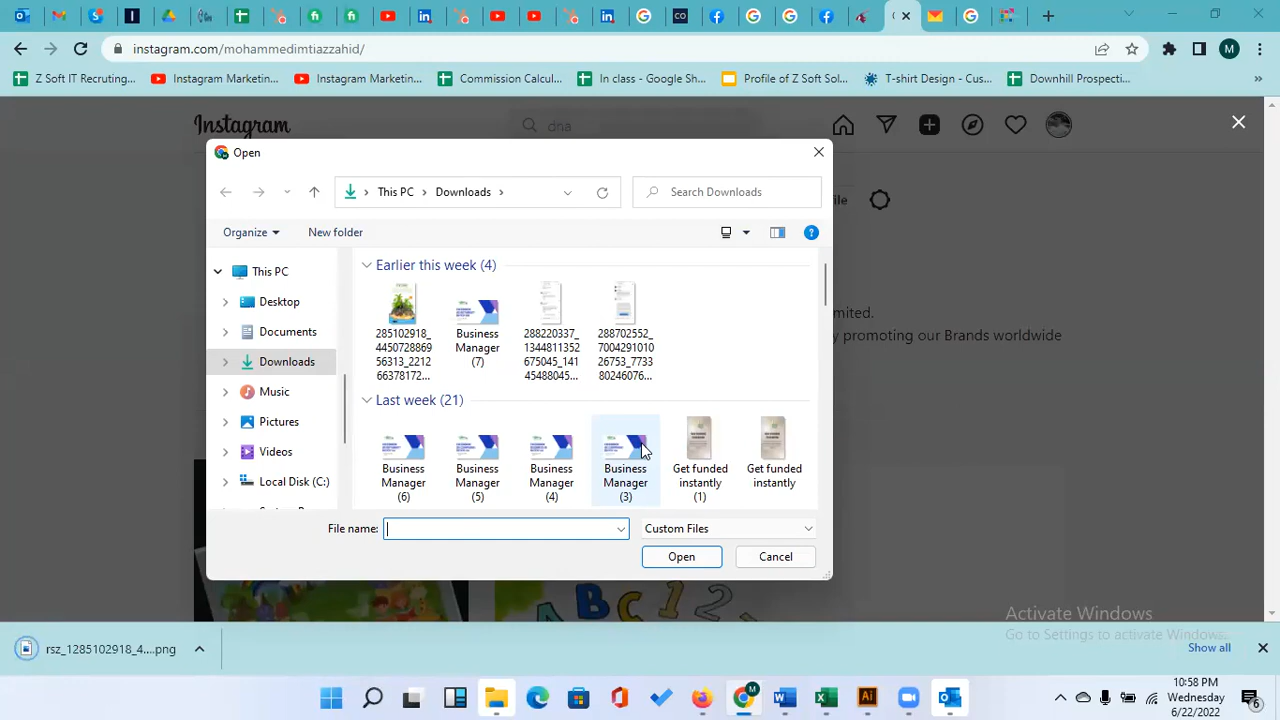 instagram.com/mohammedimtiazzahid/
M
Z Soft IT Recruting...
Instagram Marketin...
Instagram Marketin...
Commission Calcul...
In class - Google Sh...
Profile of Z Soft Sol...
T-shirt Design - Cus...
Downhill Prospecti...
»
Instagram
dna
Open
This PC
Downloads
Search Downloads
ile
Organize
New folder
This PC
Desktop
Documents
Downloads
Music
Pictures
Videos
Local Disk (C:)
Earlier this week (4)
285102918_
4450728869
56313_2212
66378172...
Business
Manager
(7)
288220337_
1344811352
675045_141
45488045...
288702552_
7004291010
26753_7733
80246076...
Last week (21)
Business
Manager
(6)
Business
Manager
(5)
Business
Manager
(4)
Business
Manager
(3)
Get funded
instantly
(1)
Get funded
instantly
mited.
y promoting our Brands worldwide
File name:
Custom Files
Open
Cancel
A B C 1 2
Activate Windows
Go to Settings to activate Windows.
rsz_1285102918_4....png
Show all
10:58 PM
Wednesday
6/22/2022
6